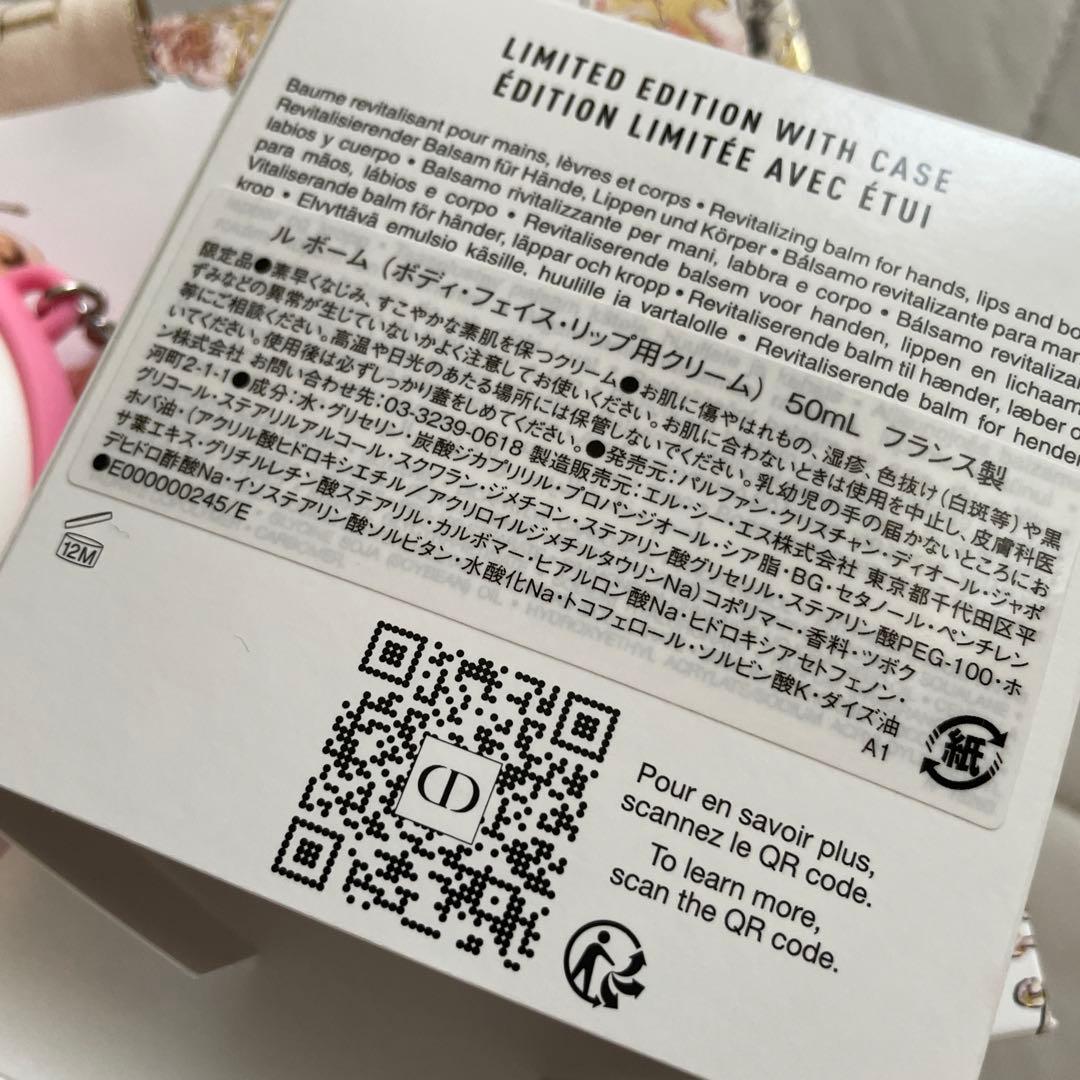 LIMITED EDITION WITH CASE
ÉDITION LIMITÉE AVEC ÉTUI
Baume revitalisant pour mains, lèvres et corps • Revitalizing balm for hands, lips and bo
Revitalisierender Balsam für Hände, Lippen und Körper • Bálsamo revitalizante para mar
labios y cuerpo • Balsamo rivitalizzante per mani, labbra e corpo • Bálsamo revitaliza
para mãos, lábios e corpo • Revitaliserende balsem voor handen, lippen en lichaam
Vitaliserande balm för händer, läppar och kropp • Revitaliserende balm til hænder, læber o
krop • Elvyttävä emulsio käsille, huulille ja vartalolle • Revitaliserende balm for hender
ル ボーム（ボディ・フェイス・リップ用クリーム） 50mL フランス製
限定品●素早くなじみ、すこやかな素肌を保つクリーム●お肌に傷やはれもの、湿疹、色抜け(白斑等)や黒
ずみなどの異常が生じていないかよく注意してお使いください。お肌に合わないときは使用を中止し、皮膚科医
等にご相談ください。高温や日光のあたる場所には保管しないでください。乳幼児の手の届かないところにお
いてください。使用後は必ずしっかり蓋をしめてください。●発売元：パルファン・クリスチャン・ディオール・ジャポ
ン株式会社 お問い合わせ先：03-3239-0618 製造販売元：エル・シー・エス株式会社 東京都千代田区平
河町2-1-1●成分：水・グリセリン・炭酸ジカプリリル・プロパンジオール・シア脂・BG・セタノール・ペンチレン
グリコール・ステアリルアルコール・スクワラン・ジメチコン・ステアリン酸グリセリル・ステアリン酸PEG-100・ホ
ホバ油・(アクリル酸ヒドロキシエチル／アクリロイルジメチルタウリンNa)コポリマー・香料・ツボク
サ葉エキス・グリチルレチン酸ステアリル・カルボマー・ヒアルロン酸Na・ヒドロキシアセトフェノン・
デヒドロ酢酸Na・イソステアリン酸ソルビタン・水酸化Na・トコフェロール・ソルビン酸K・ダイズ油
●E000000245/E
A1
紙
12M
CD
Pour en savoir plus,
scannez le QR code.
To learn more,
scan the QR code.